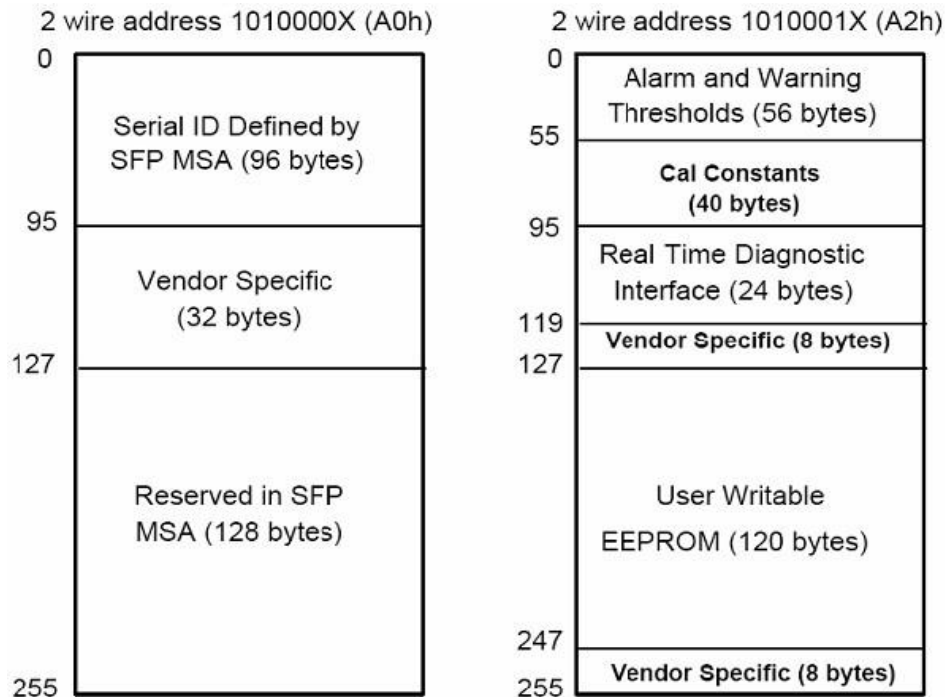 2 wire address 1010000X (A0h)
0
Serial ID Defined by
SFP MSA (96 bytes)
95
Vendor Specific
(32 bytes)
127
Reserved in SFP
MSA (128 bytes)
255
2 wire address 1010001X (A2h)
0
Alarm and Warning
Thresholds (56 bytes)
55
Cal Constants
(40 bytes)
95
Real Time Diagnostic
Interface (24 bytes)
119
Vendor Specific (8 bytes)
127
User Writable
EEPROM (120 bytes)
247
Vendor Specific (8 bytes)
255